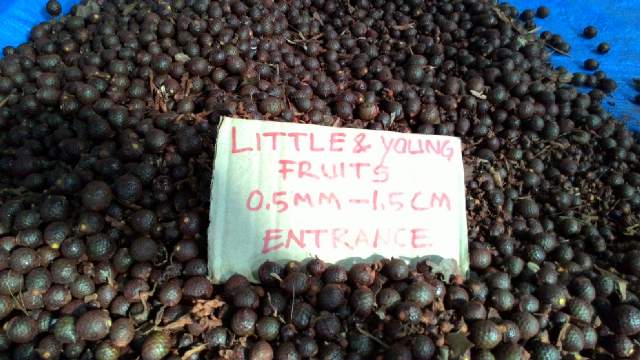 LITTLE & YOUNG
FRUITS
0.5MM-1.5CM
ENTRANCE